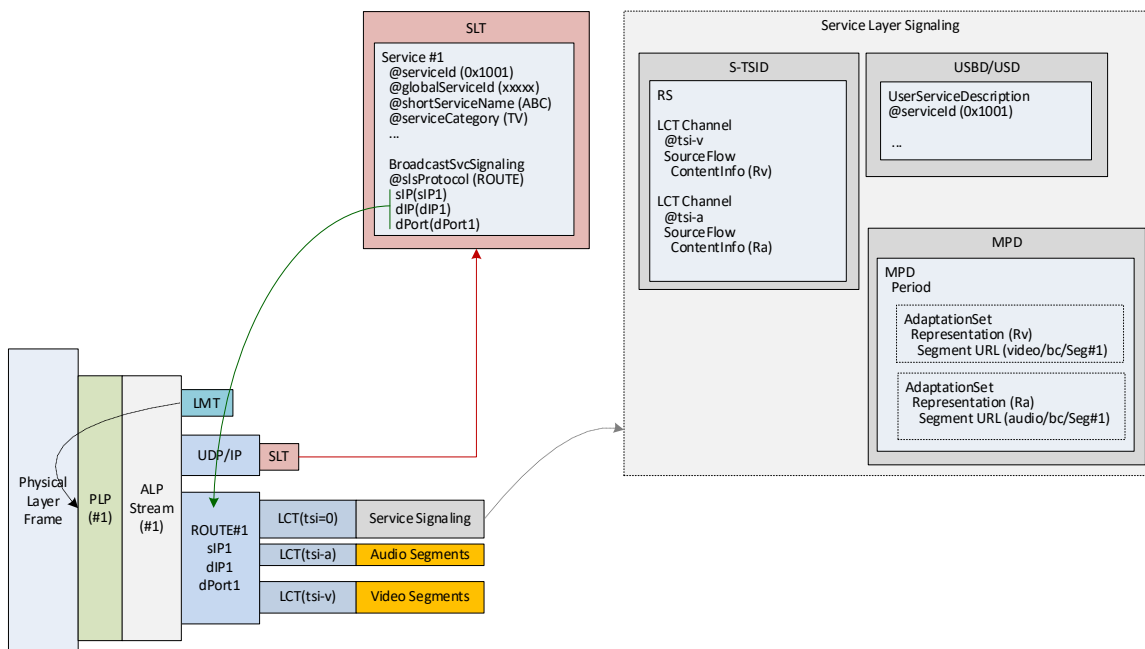 SLT
Service #1
@serviceId (0x1001)
@globalServiceId (xxxxx)
@shortServiceName (ABC)
@serviceCategory (TV)
...
BroadcastSvcSignaling
@slsProtocol (ROUTE)
sIP(sIP1)
dIP(dIP1)
dPort(dPort1)
Service Layer Signaling
S-TSID
RS
LCT Channel
@tsi-v
SourceFlow
ContentInfo (Rv)
LCT Channel
@tsi-a
SourceFlow
ContentInfo (Ra)
USBD/USD
UserServiceDescription
@serviceId (0x1001)
...
MPD
MPD
Period
AdaptationSet
Representation (Rv)
Segment URL (video/bc/Seg#1)
AdaptationSet
Representation (Ra)
Segment URL (audio/bc/Seg#1)
Physical
Layer
Frame
PLP
(#1)
ALP
Stream
(#1)
LMT
UDP/IP
SLT
ROUTE#1
sIP1
dIP1
dPort1
LCT(tsi=0)
Service Signaling
LCT(tsi-a)
Audio Segments
LCT(tsi-v)
Video Segments